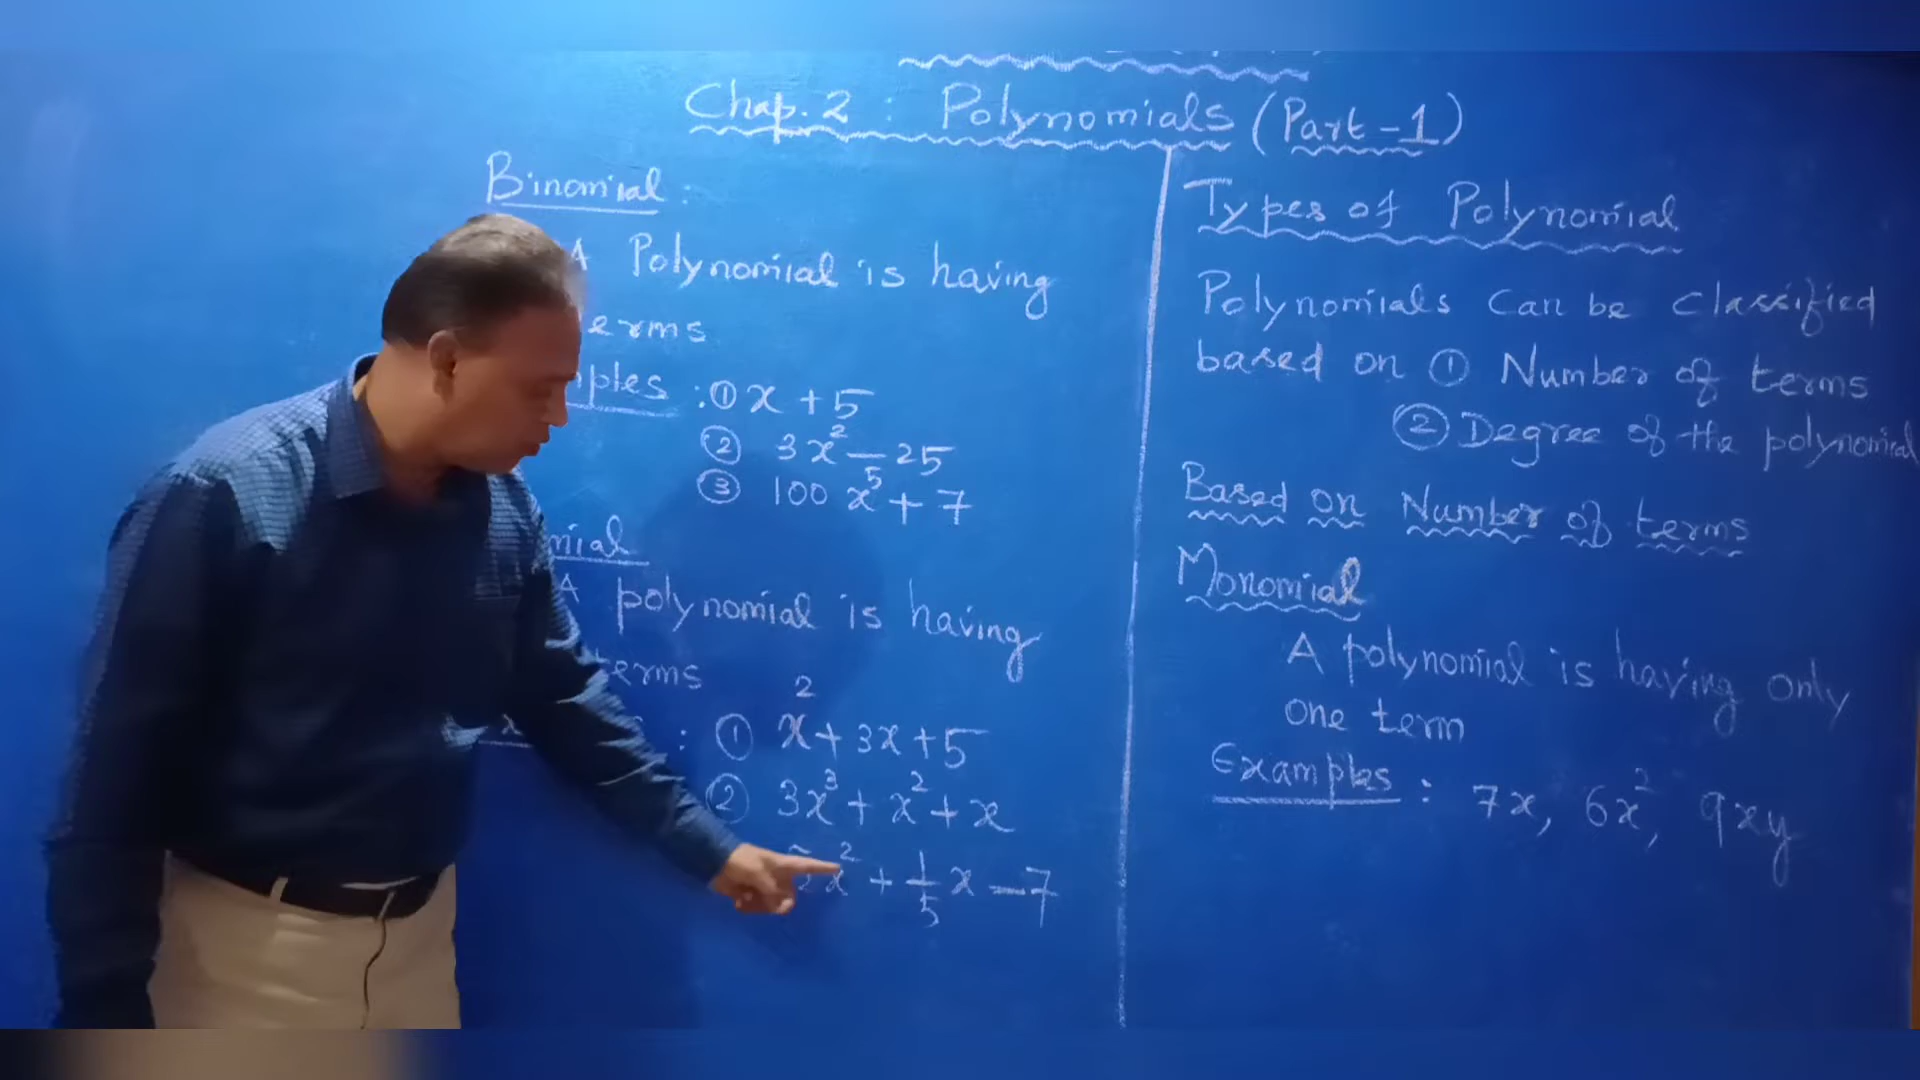 Chap. 2 : Polynomials (Part-1)
Binomial :
A Polynomial is having
erms
ples : ① x + 5
② 3x² - 25
③ 100 x⁵ + 7
mial
A polynomial is having
terms
: ① x² + 3x + 5
② 3x³ + x² + x
x² + 1/5 x - 7
Types of Polynomial
Polynomials Can be Classified
based on ① Number of terms
② Degree of the polynomial
Based on Number of terms
Monomial
A polynomial is having only
one term
Examples : 7x, 6x², 9xy